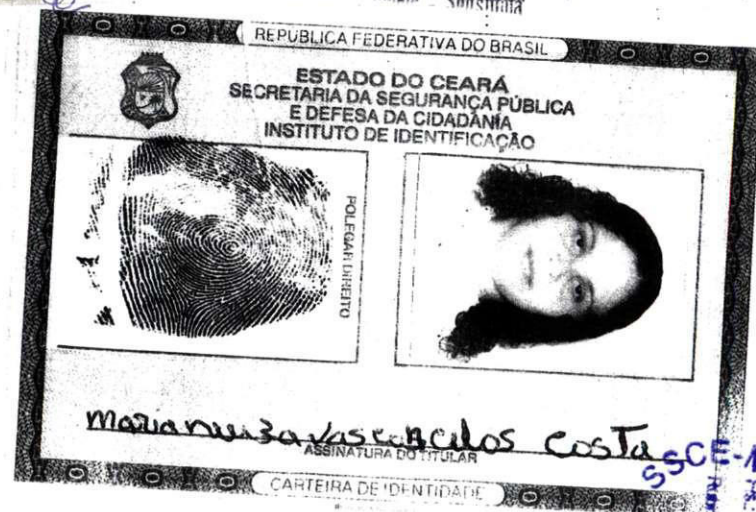 REPÚBLICA FEDERATIVA DO BRASIL
ESTADO DO CEARÁ
SECRETARIA DA SEGURANÇA PÚBLICA
E DEFESA DA CIDADANIA
INSTITUTO DE IDENTIFICAÇÃO
POLEGAR DIREITO
Maria neuza Vasconcelos Costa
ASSINATURA DO TITULAR
SSCE-
CARTEIRA DE IDENTIDADE